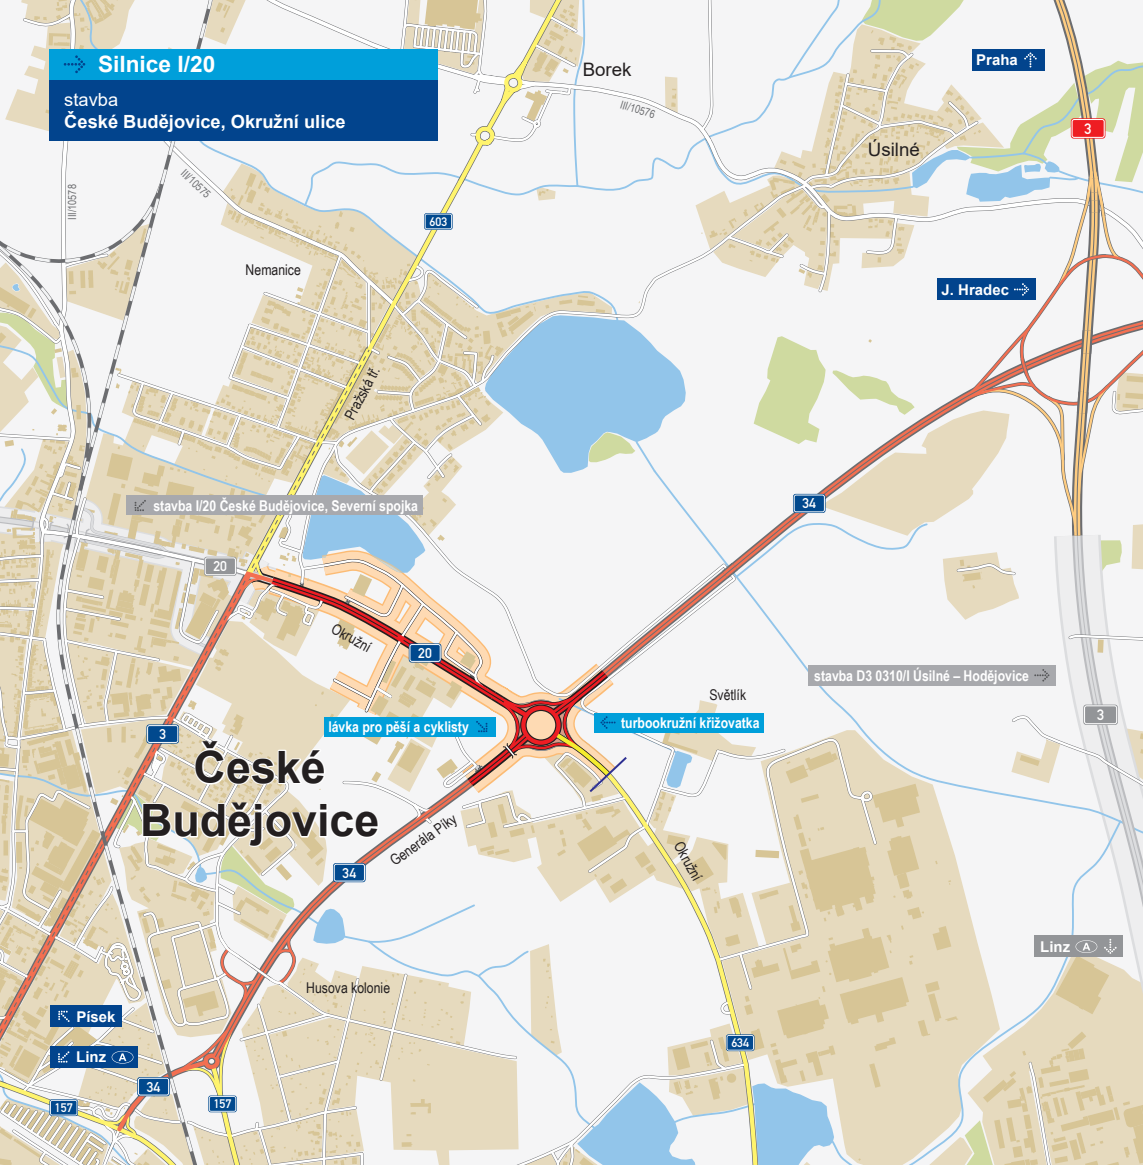 Silnice I/20
stavba
České Budějovice, Okružní ulice
Borek
Praha
III/10576
3
Úsilné
III/10575
III/10578
603
Nemanice
J. Hradec
Pražská tř.
stavba I/20 České Budějovice, Severní spojka
34
20
Okružní
20
stavba D3 0310/I Úsilné – Hodějovice
Světlík
3
lávka pro pěší a cyklisty
turbookružní křižovatka
3
České
Budějovice
Generála Píky
Okružní
34
Linz A
Husova kolonie
Písek
634
Linz A
34
157
157